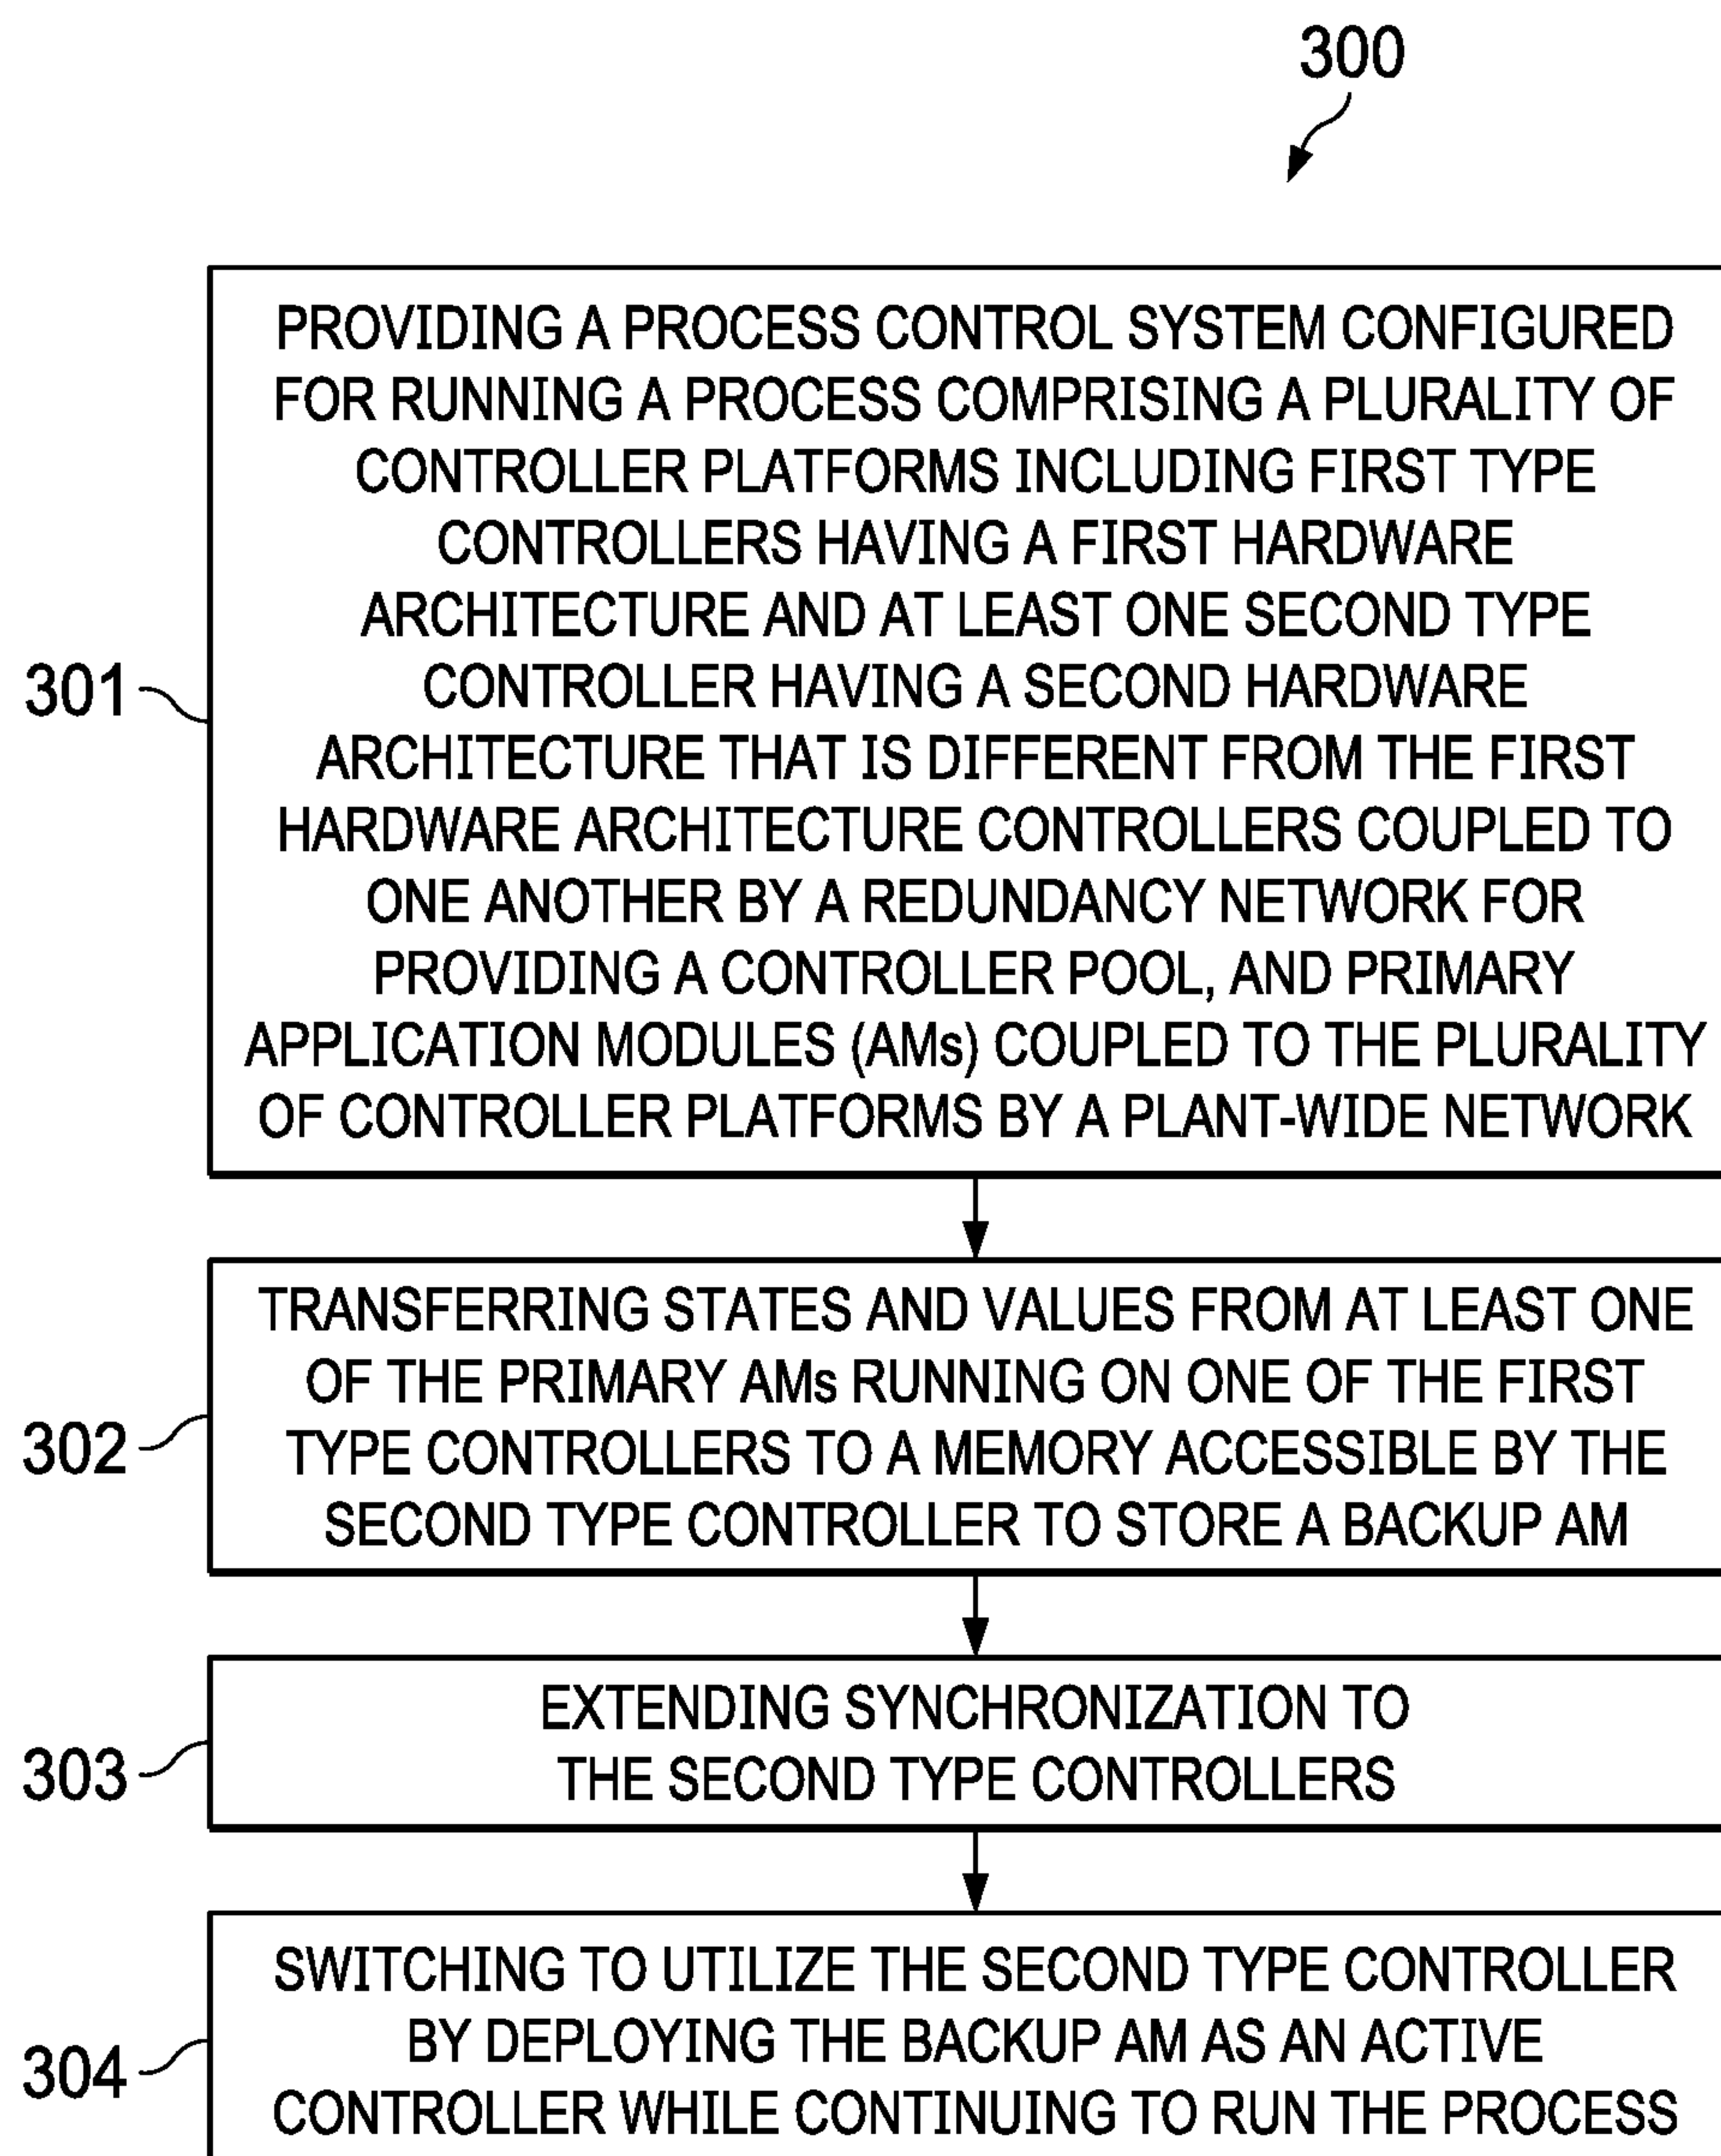 300
PROVIDING A PROCESS CONTROL SYSTEM CONFIGURED
FOR RUNNING A PROCESS COMPRISING A PLURALITY OF
CONTROLLER PLATFORMS INCLUDING FIRST TYPE
CONTROLLERS HAVING A FIRST HARDWARE
ARCHITECTURE AND AT LEAST ONE SECOND TYPE
301
CONTROLLER HAVING A SECOND HARDWARE
ARCHITECTURE THAT IS DIFFERENT FROM THE FIRST
HARDWARE ARCHITECTURE CONTROLLERS COUPLED TO
ONE ANOTHER BY A REDUNDANCY NETWORK FOR
PROVIDING A CONTROLLER POOL, AND PRIMARY
APPLICATION MODULES (AMs) COUPLED TO THE PLURALITY
OF CONTROLLER PLATFORMS BY A PLANT-WIDE NETWORK
TRANSFERRING STATES AND VALUES FROM AT LEAST ONE
OF THE PRIMARY AMs RUNNING ON ONE OF THE FIRST
302
TYPE CONTROLLERS TO A MEMORY ACCESSIBLE BY THE
SECOND TYPE CONTROLLER TO STORE A BACKUP AM
EXTENDING SYNCHRONIZATION TO
303
THE SECOND TYPE CONTROLLERS
SWITCHING TO UTILIZE THE SECOND TYPE CONTROLLER
BY DEPLOYING THE BACKUP AM AS AN ACTIVE
304
CONTROLLER WHILE CONTINUING TO RUN THE PROCESS